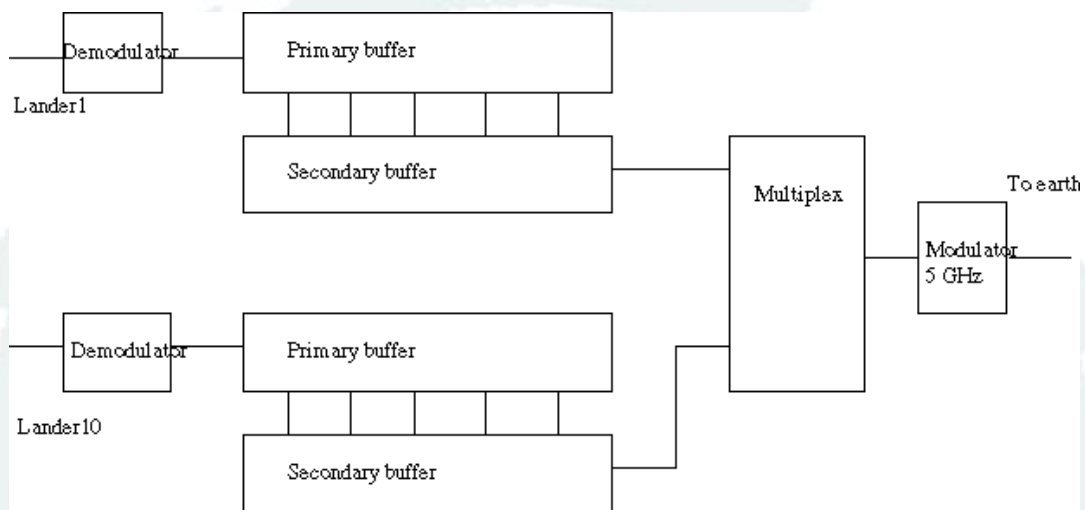 Demodulator
Primary buffer
Lander1
Secondary buffer
Multiplex
To earth
Modulator
5 GHz
Demodulator
Primary buffer
Lander10
Secondary buffer